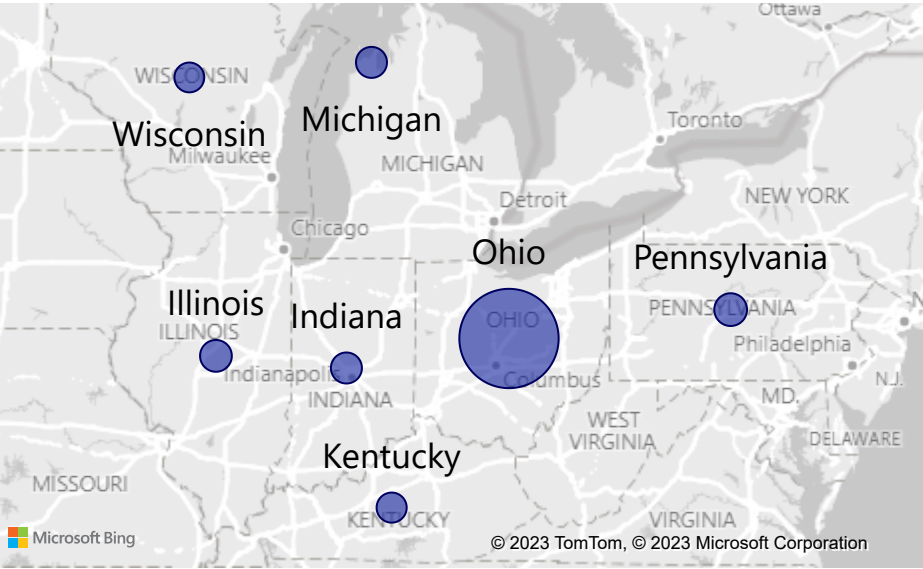 Ottawa
WISCONSIN
Michigan
Toronto
Wisconsin
Milwaukee
MICHIGAN
NEW YORK
Detroit
Chicago
Ohio
Pennsylvania
Illinois
Indiana
PENNSYLVANIA
OHIO
ILLINOIS
Philadelphia
Indianapolis
Columbus
N.J.
INDIANA
MD.
WEST
VIRGINIA
DELAWARE
Kentucky
MISSOURI
KENTUCKY
VIRGINIA
Microsoft Bing
© 2023 TomTom, © 2023 Microsoft Corporation